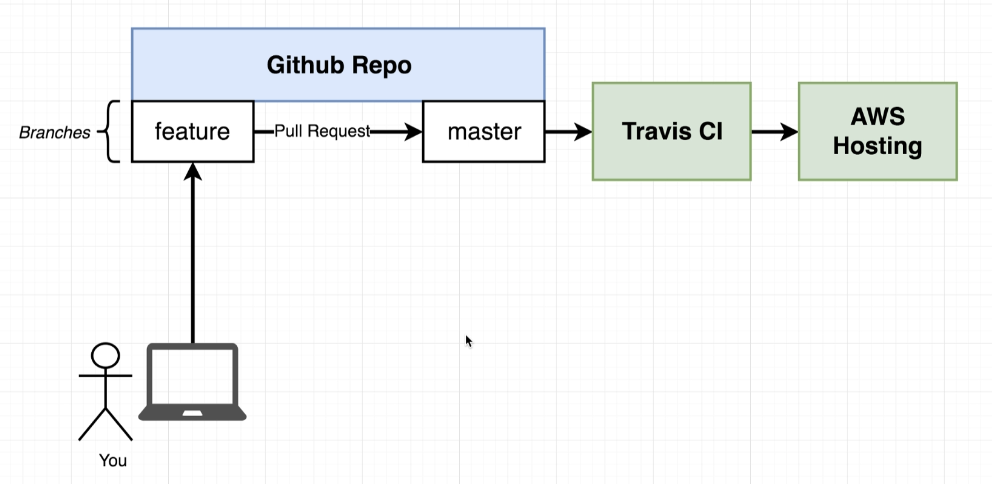 Github Repo
Branches
feature
Pull Request
master
Travis CI
AWS
Hosting
You